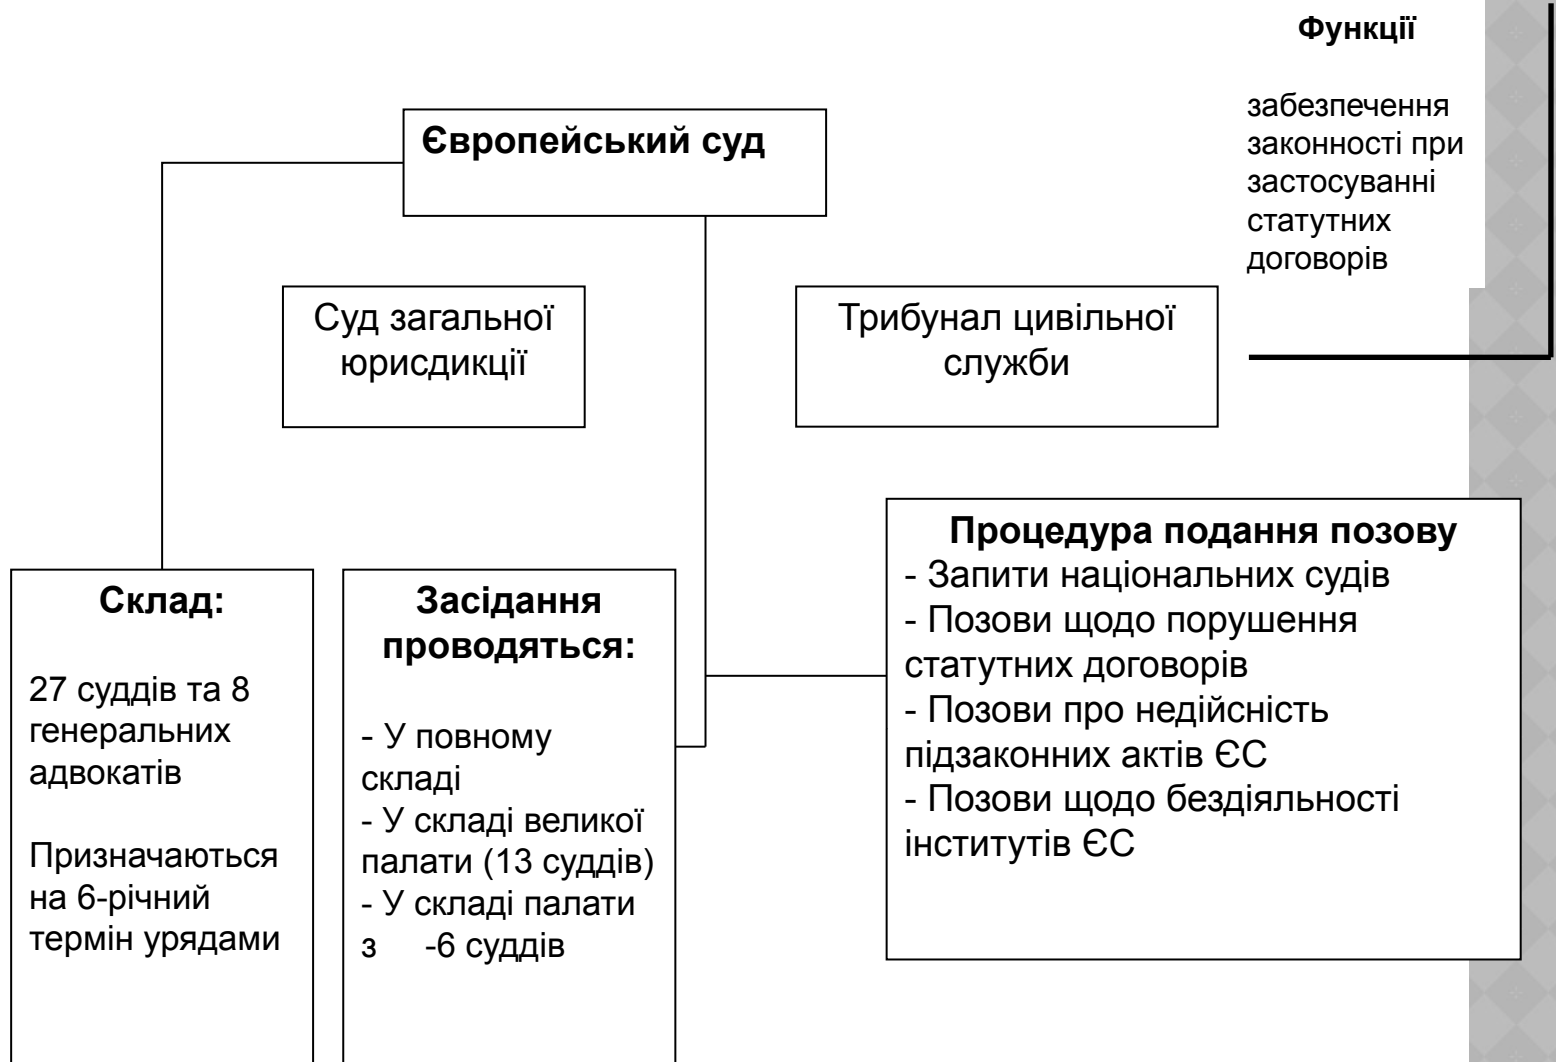 Функції
забезпечення
законності при
застосуванні
статутних
договорів
Європейський суд
Суд загальної
юрисдикції
Трибунал цивільної
служби
Склад:
27 суддів та 8
генеральних
адвокатів
Призначаються
на 6-річний
термін урядами
Засідання
проводяться:
- У повному
складі
- У складі великої
палати (13 суддів)
- У складі палати
з -6 суддів
Процедура подання позову
- Запити національних судів
- Позови щодо порушення
статутних договорів
- Позови про недійсність
підзаконних актів ЄС
- Позови щодо бездіяльності
інститутів ЄС